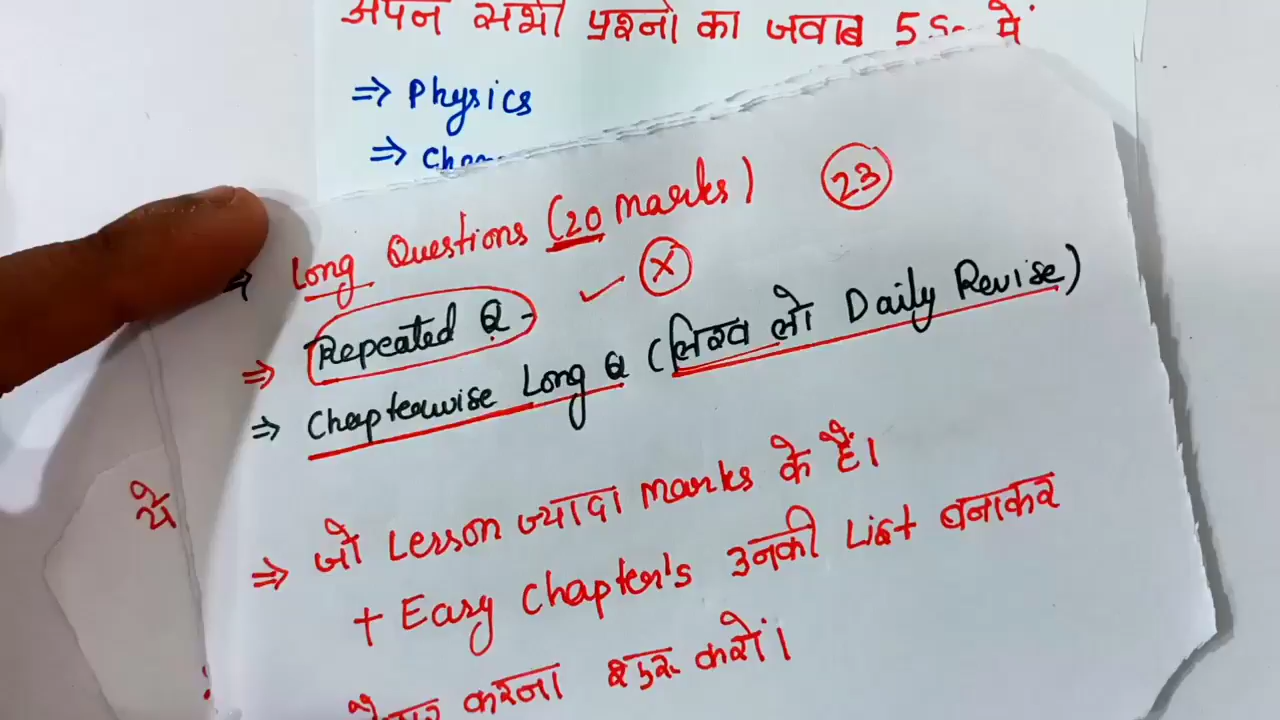 अपने सभी प्रश्नो का जवाब 5 में
⇒ Physics
⇒
⇒ Long Questions (20 Marks) 23
⇒ Repeated Q. ✓ X
⇒ Chapterwise Long Q (लिख लो Daily Revise)
ये
⇒ जो Lesson ज्यादा Marks के हैं।
+ Easy Chapter's उनकी List बनाकर
करना शुरू करों।